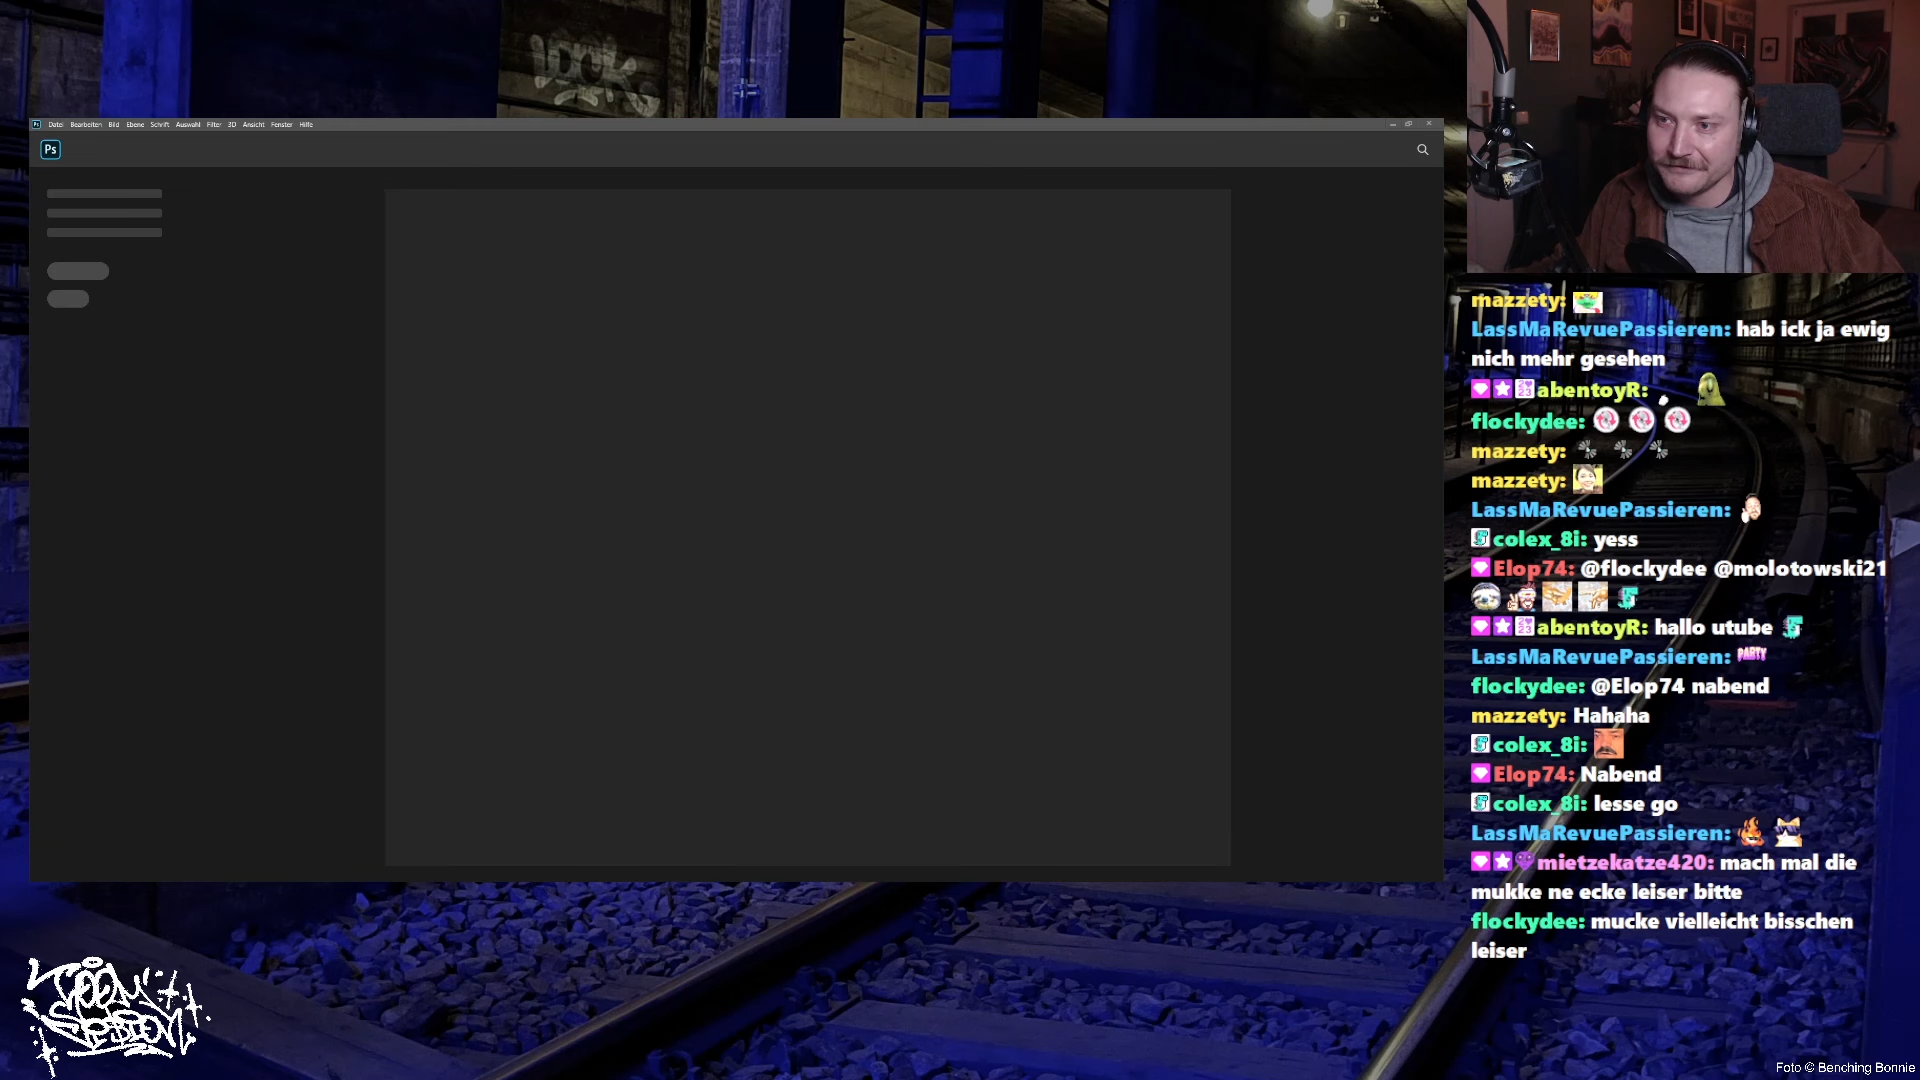 LOOK
Ps Datei Bearbeiten Bild Ebene Schrift Auswahl Filter 3D Ansicht Fenster Hilfe
Ps
mazzety:
LassMaRevuePassieren: hab ick ja ewig
nich mehr gesehen
abentoyR:
flockydee:
mazzety:
mazzety:
LassMaRevuePassieren:
colex_8i: yess
Elop74: @flockydee @molotowski21
abentoyR: hallo utube
LassMaRevuePassieren: PARTY
flockydee: @Elop74 nabend
mazzety: Hahaha
colex_8i:
Elop74: Nabend
colex_8i: lesse go
LassMaRevuePassieren:
mietzekatze420: mach mal die
mukke ne ecke leiser bitte
flockydee: mucke vielleicht bisschen
leiser
Foto © Benching Bonnie